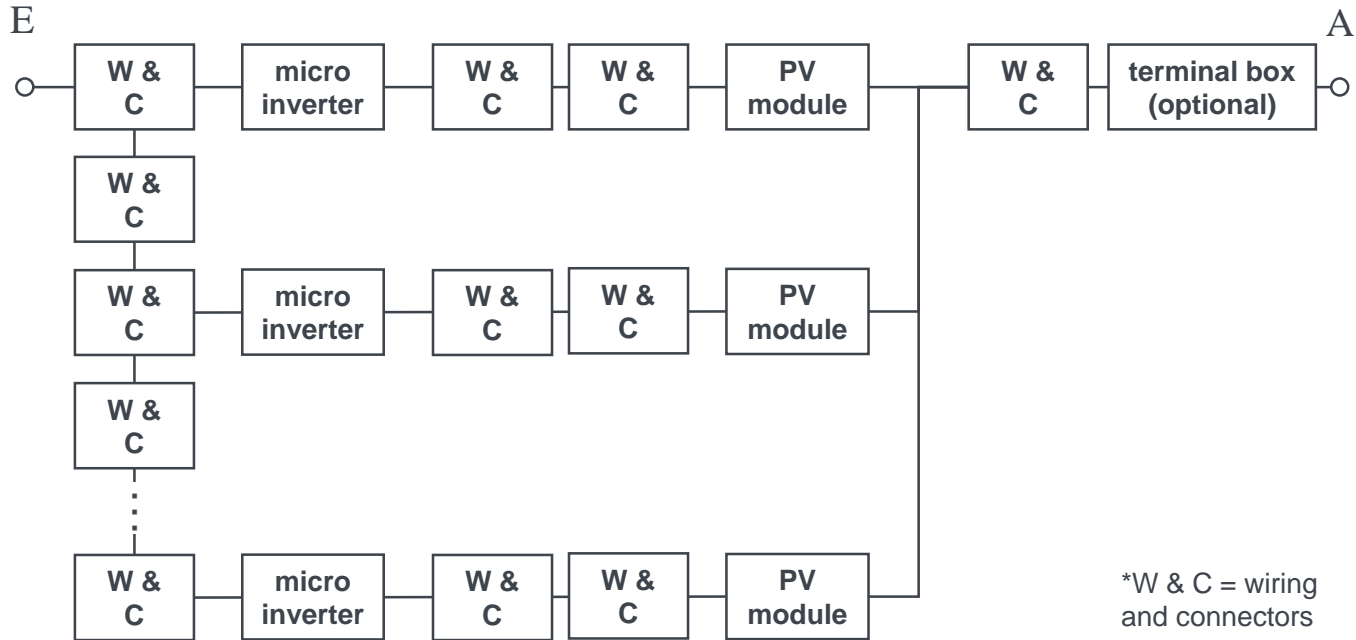 E
A
W &
C
micro
inverter
W &
C
W &
C
PV
module
W &
C
terminal box
(optional)
W &
C
W &
C
micro
inverter
W &
C
W &
C
PV
module
W &
C
W &
C
micro
inverter
W &
C
W &
C
PV
module
*W & C = wiring
and connectors